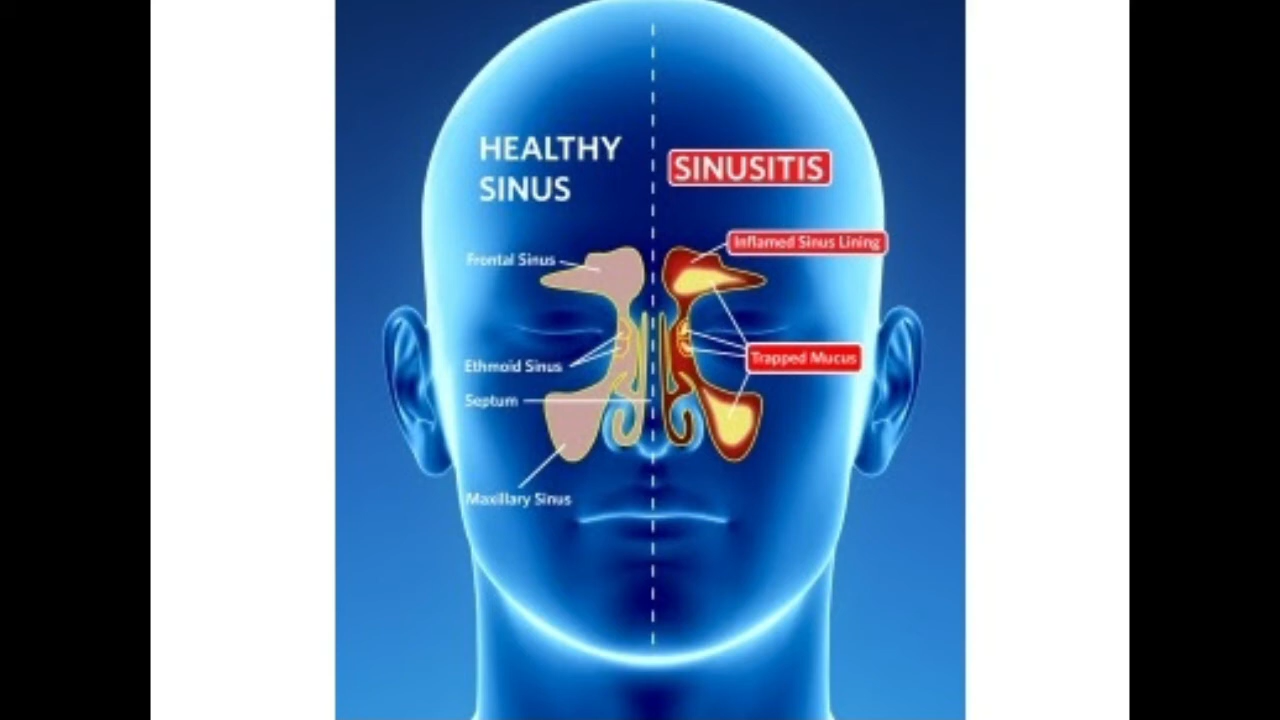 HEALTHY
SINUS
SINUSITIS
Inflamed Sinus Lining
Frontal Sinus
Trapped Mucus
Ethmoid Sinus
Septum
Maxillary Sinus